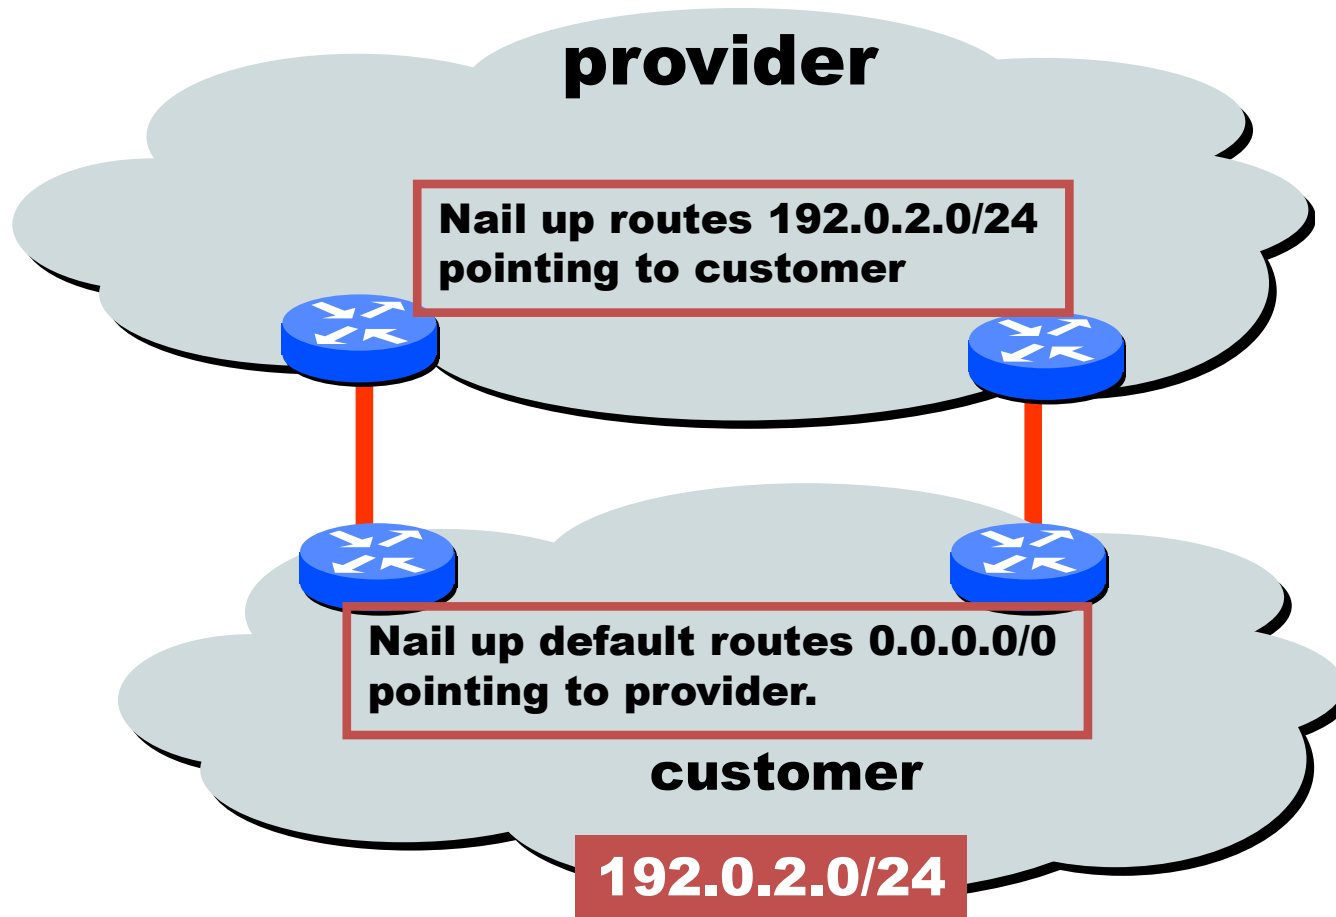 provider
Nail up routes 192.0.2.0/24
pointing to customer
Nail up default routes 0.0.0.0/0
pointing to provider.
customer
192.0.2.0/24